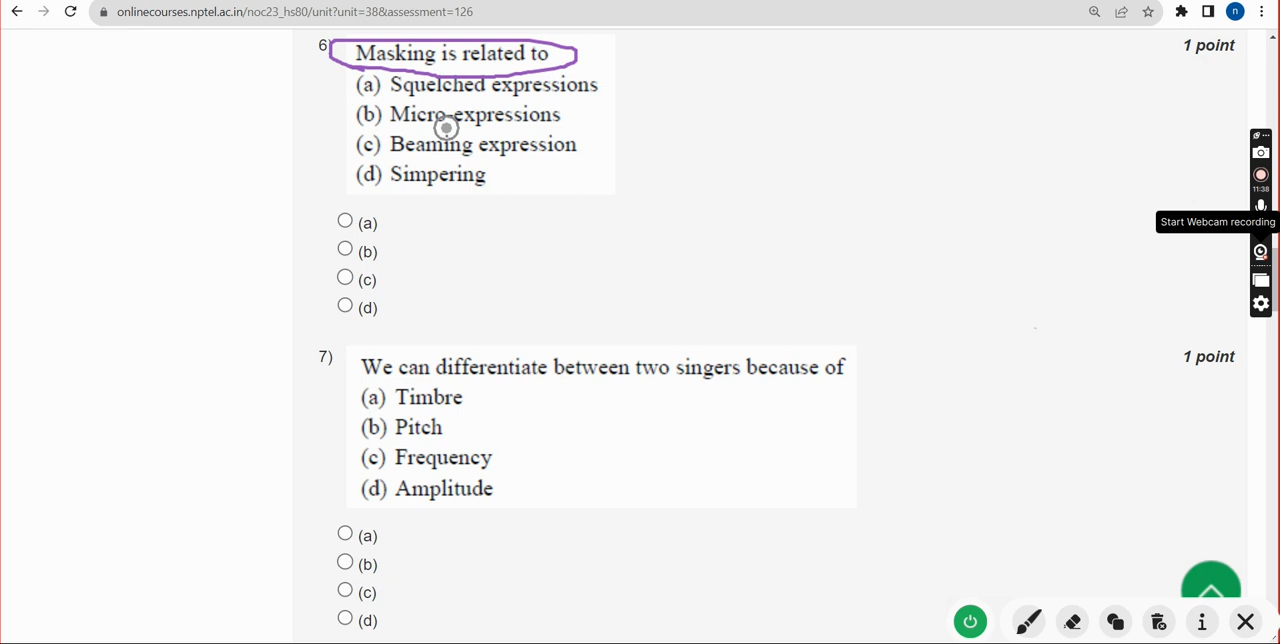 onlinecourses.nptel.ac.in/noc23_hs80/unit?unit=38&assessment=126
n
6)
1 point
Masking is related to
(a) Squelched expressions
(b) Micro-expressions
(c) Beaming expression
(d) Simpering
11:38
Start Webcam recording
(a)
(b)
(c)
(d)
7)
1 point
We can differentiate between two singers because of
(a) Timbre
(b) Pitch
(c) Frequency
(d) Amplitude
(a)
(b)
(c)
(d)